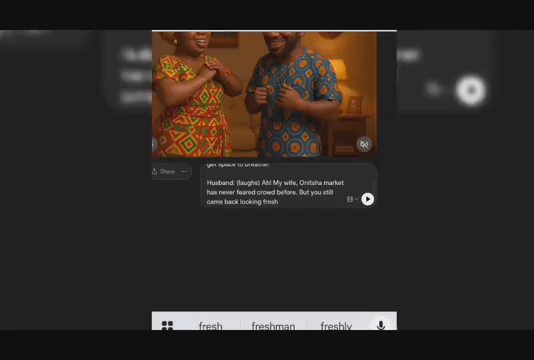 get space to breathe!
Share
Husband: (laughs) Ah! My wife, Onitsha market
has never feared crowd before. But you still
came back looking fresh
fresh
freshman
freshly